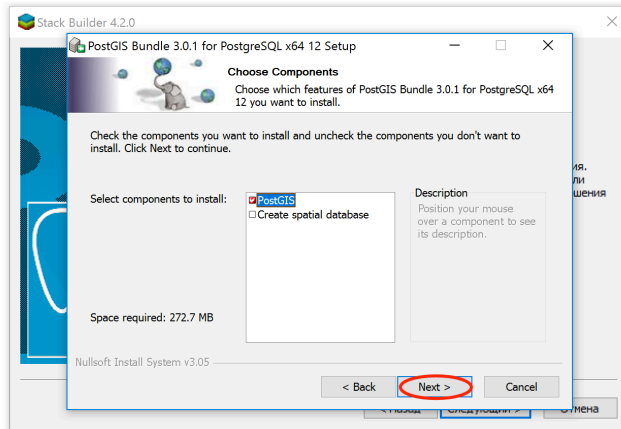 Stack Builder 4.2.0
PostGIS Bundle 3.0.1 for PostgreSQL x64 12 Setup
Choose Components
Choose which features of PostGIS Bundle 3.0.1 for PostgreSQL x64
12 you want to install.
Check the components you want to install and uncheck the components you don't want to
install. Click Next to continue.
Select components to install:
PostGIS
Create spatial database
Description
Position your mouse
over a component to see
its description.
Space required: 272.7 MB
Nullsoft Install System v3.05
< Back
Next >
Cancel
< Назад
Следующий >
Отмена